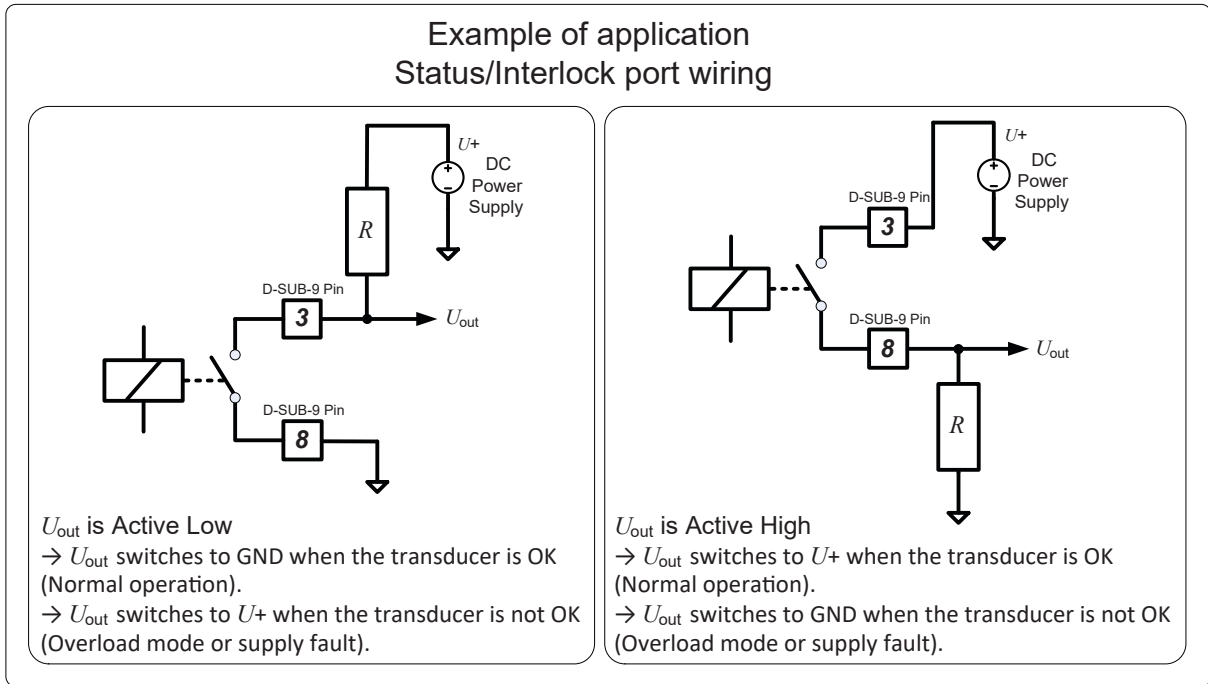 Example of application
Status/Interlock port wiring
U+
DC
Power
Supply
R
D-SUB-9 Pin
3
Uout
D-SUB-9 Pin
8
Uout is Active Low
→ Uout switches to GND when the transducer is OK
(Normal operation).
→ Uout switches to U+ when the transducer is not OK
(Overload mode or supply fault).
U+
DC
Power
Supply
D-SUB-9 Pin
3
D-SUB-9 Pin
8
Uout
R
Uout is Active High
→ Uout switches to U+ when the transducer is OK
(Normal operation).
→ Uout switches to GND when the transducer is not OK
(Overload mode or supply fault).